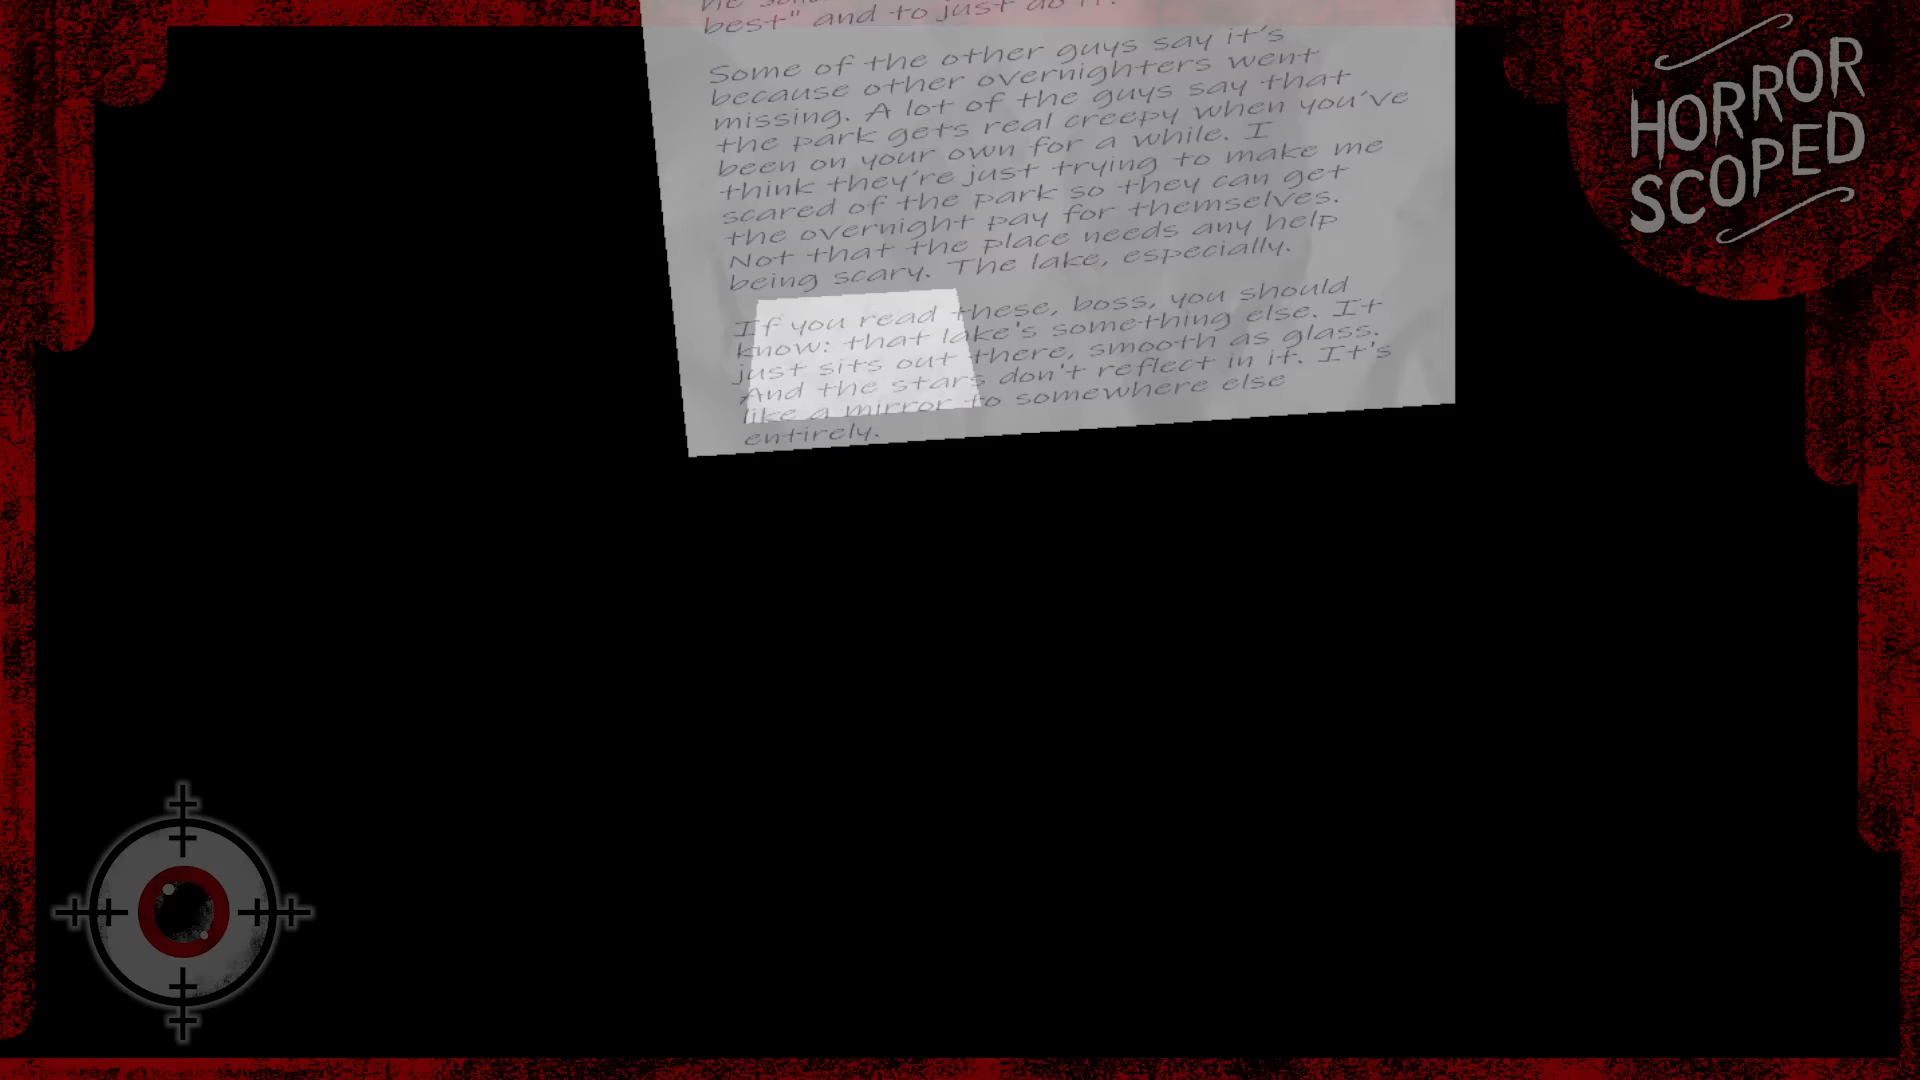 best" and to just do it.
Some of the other guys say it's
because other overnighters went
missing. A lot of the guys say that
the park gets real creepy when you've
been on your own for a while. I
think they're just trying to make me
scared of the park so they can get
the overnight pay for themselves.
Not that the place needs any help
being scary. The lake, especially.
If you read these, boss, you should
know: that lake's something else. It
just sits out there, smooth as glass.
And the stars don't reflect in it. It's
like a mirror to somewhere else
entirely.
HORROR
SCOPED